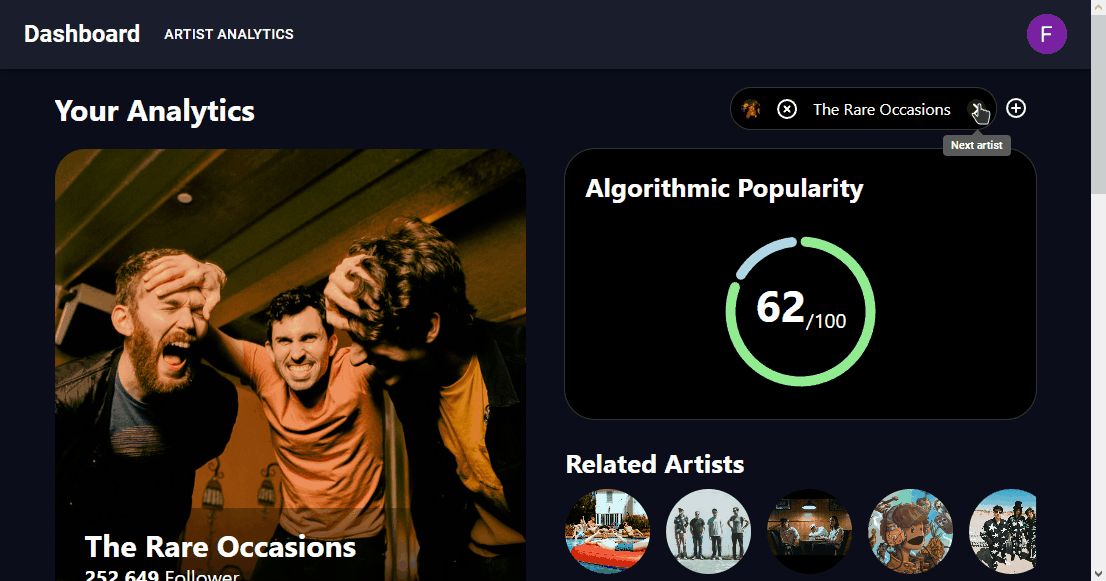 Dashboard ARTIST ANALYTICS F
Your Analytics
The Rare Occasions
Next artist
Algorithmic Popularity
62/100
Related Artists
The Rare Occasions
252,649 Follower